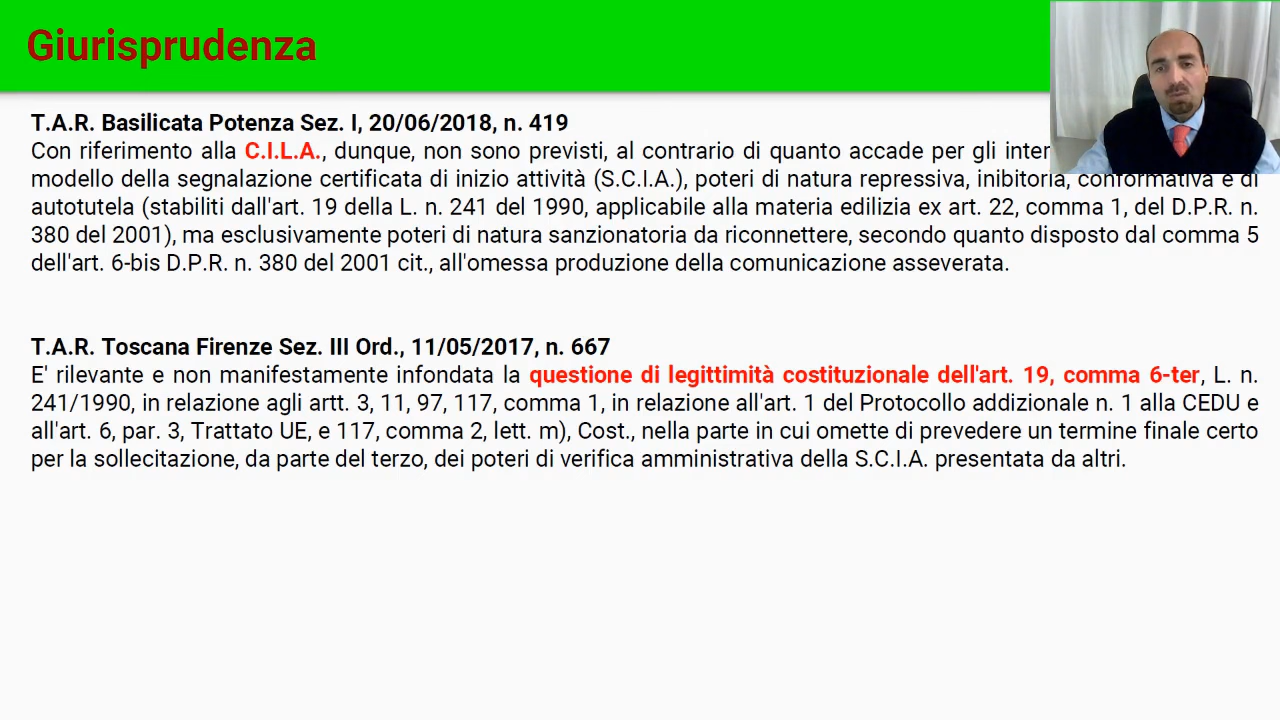 Giurisprudenza
T.A.R. Basilicata Potenza Sez. I, 20/06/2018, n. 419
Con riferimento alla C.I.L.A., dunque, non sono previsti, al contrario di quanto accade per gli
modello della segnalazione certificata di inizio attività (S.C.I.A.), poteri di natura repressiva, inibitoria, conformativa e di
autotutela (stabiliti dall'art. 19 della L. n. 241 del 1990, applicabile alla materia edilizia ex art. 22, comma 1, del D.P.R. n.
380 del 2001), ma esclusivamente poteri di natura sanzionatoria da riconnettere, secondo quanto disposto dal comma 5
dell'art. 6-bis D.P.R. n. 380 del 2001 cit., all'omessa produzione della comunicazione asseverata.
T.A.R. Toscana Firenze Sez. III Ord., 11/05/2017, n. 667
E' rilevante e non manifestamente infondata la questione di legittimità costituzionale dell'art. 19, comma 6-ter, L. n.
241/1990, in relazione agli artt. 3, 11, 97, 117, comma 1, in relazione all'art. 1 del Protocollo addizionale n. 1 alla CEDU e
all'art. 6, par. 3, Trattato UE, e 117, comma 2, lett. m), Cost., nella parte in cui omette di prevedere un termine finale certo
per la sollecitazione, da parte del terzo, dei poteri di verifica amministrativa della S.C.I.A. presentata da altri.